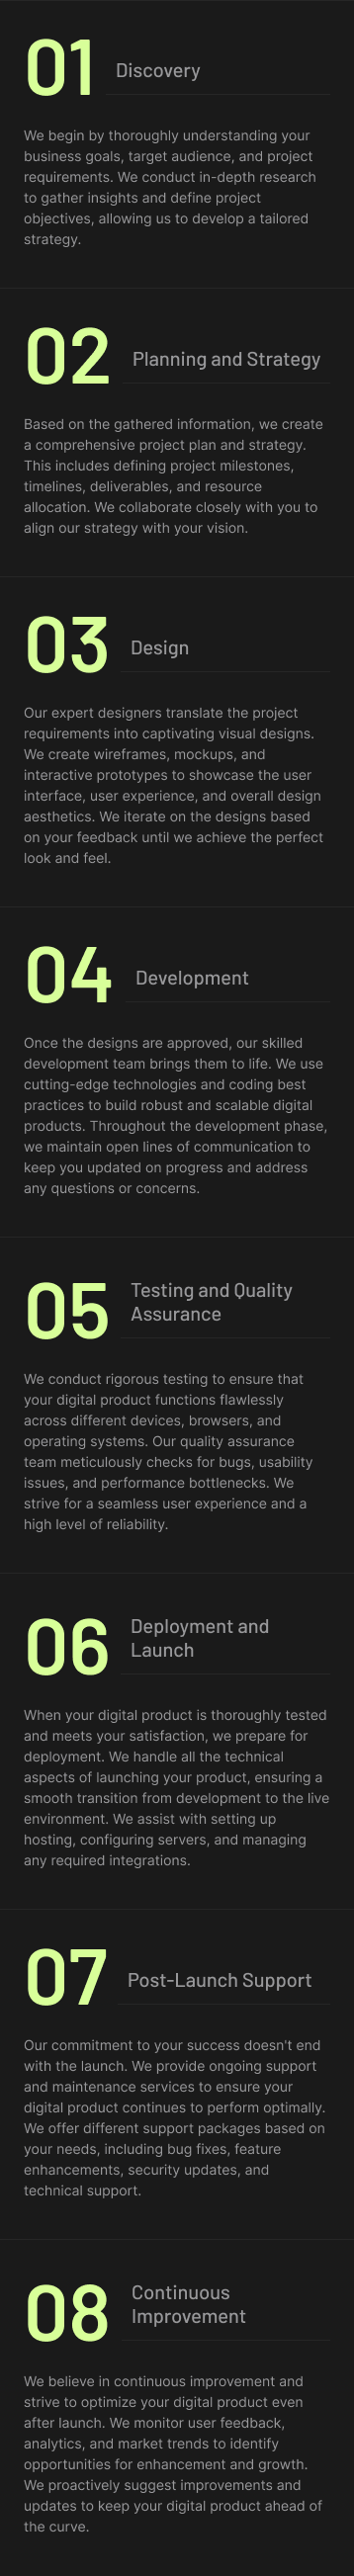 01 Discovery
We begin by thoroughly understanding your
business goals, target audience, and project
requirements. We conduct in-depth research
to gather insights and define project
objectives, allowing us to develop a tailored
strategy.
02 Planning and Strategy
Based on the gathered information, we create
a comprehensive project plan and strategy.
This includes defining project milestones,
timelines, deliverables, and resource
allocation. We collaborate closely with you to
align our strategy with your vision.
03 Design
Our expert designers translate the project
requirements into captivating visual designs.
We create wireframes, mockups, and
interactive prototypes to showcase the user
interface, user experience, and overall design
aesthetics. We iterate on the designs based
on your feedback until we achieve the perfect
look and feel.
04 Development
Once the designs are approved, our skilled
development team brings them to life. We use
cutting-edge technologies and coding best
practices to build robust and scalable digital
products. Throughout the development phase,
we maintain open lines of communication to
keep you updated on progress and address
any questions or concerns.
05 Testing and Quality
Assurance
We conduct rigorous testing to ensure that
your digital product functions flawlessly
across different devices, browsers, and
operating systems. Our quality assurance
team meticulously checks for bugs, usability
issues, and performance bottlenecks. We
strive for a seamless user experience and a
high level of reliability.
06 Deployment and
Launch
When your digital product is thoroughly tested
and meets your satisfaction, we prepare for
deployment. We handle all the technical
aspects of launching your product, ensuring a
smooth transition from development to the live
environment. We assist with setting up
hosting, configuring servers, and managing
any required integrations.
07 Post-Launch Support
Our commitment to your success doesn't end
with the launch. We provide ongoing support
and maintenance services to ensure your
digital product continues to perform optimally.
We offer different support packages based on
your needs, including bug fixes, feature
enhancements, security updates, and
technical support.
08 Continuous
Improvement
We believe in continuous improvement and
strive to optimize your digital product even
after launch. We monitor user feedback,
analytics, and market trends to identify
opportunities for enhancement and growth.
We proactively suggest improvements and
updates to keep your digital product ahead of
the curve.